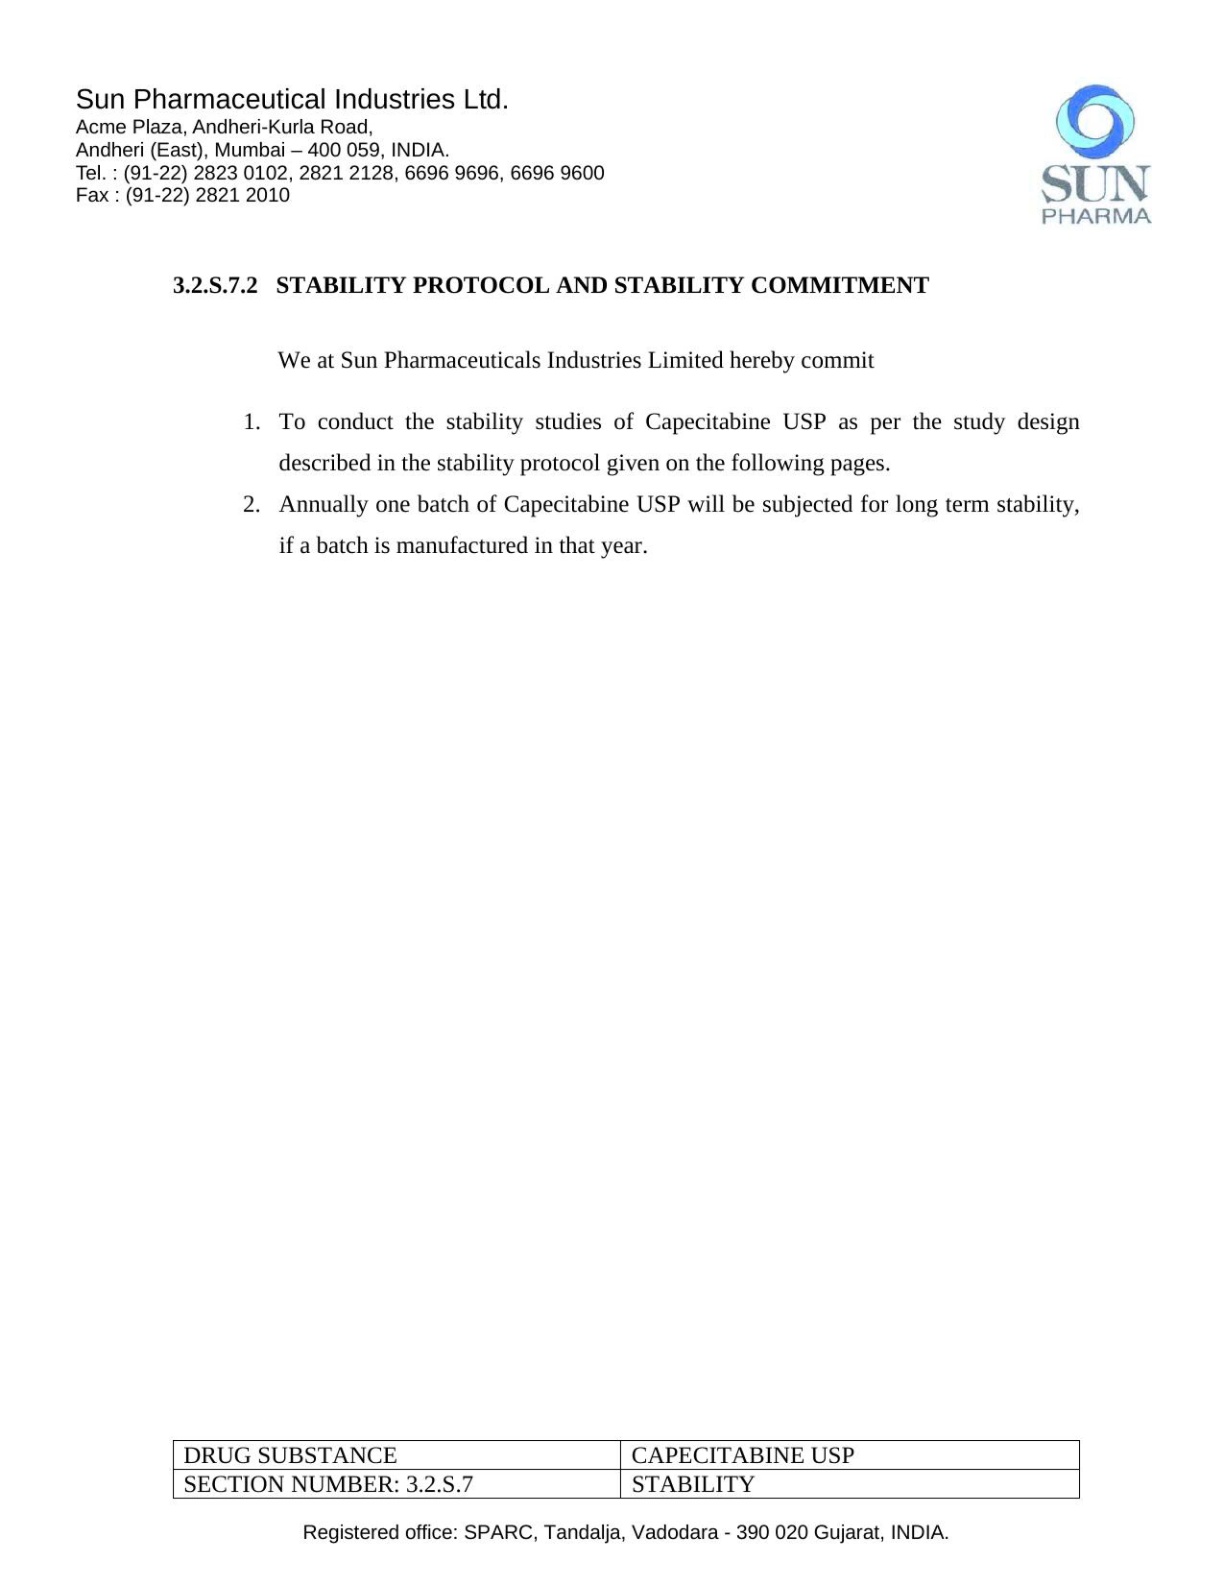 Sun Pharmaceutical Industries Ltd.
Acme Plaza, Andheri-Kurla Road,
Andheri (East), Mumbai – 400 059, INDIA.
Tel. : (91-22) 2823 0102, 2821 2128, 6696 9696, 6696 9600
Fax : (91-22) 2821 2010
SUN
PHARMA
3.2.S.7.2 STABILITY PROTOCOL AND STABILITY COMMITMENT
We at Sun Pharmaceuticals Industries Limited hereby commit
1. To conduct the stability studies of Capecitabine USP as per the study design
described in the stability protocol given on the following pages.
2. Annually one batch of Capecitabine USP will be subjected for long term stability,
if a batch is manufactured in that year.
DRUG SUBSTANCE CAPECITABINE USP
SECTION NUMBER: 3.2.S.7 STABILITY
Registered office: SPARC, Tandalja, Vadodara - 390 020 Gujarat, INDIA.